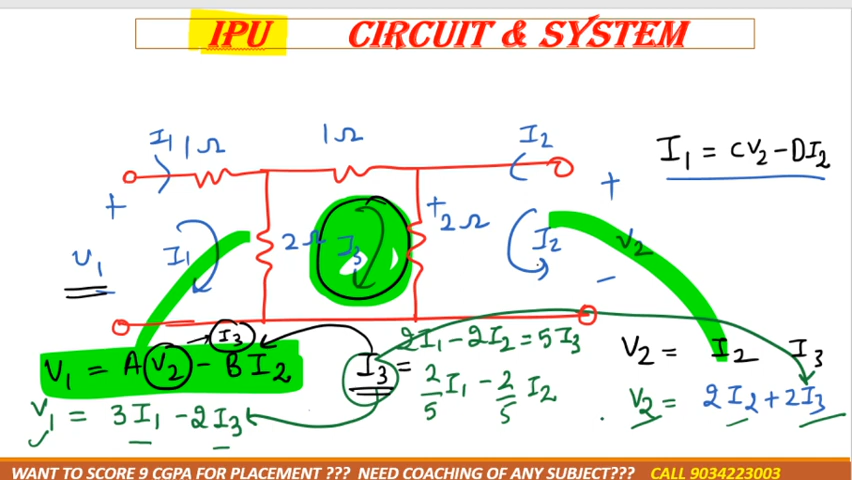 IPU CIRCUIT & SYSTEM
I1 1Ω 1Ω I2
I1 = CV2 - DI2
+ + 2Ω +
I1 2Ω I3 I2 V2
V1 -
-
I3
V1 = A V2 - B I2
I3 = 2I1 - 2I2 = 5I3
2/5 I1 - 2/5 I2
V1 = 3I1 - 2I3
V2 = I2 I3
V2 = 2I2 + 2I3
WANT TO SCORE 9 CGPA FOR PLACEMENT ??? NEED COACHING OF ANY SUBJECT??? CALL 9034223003